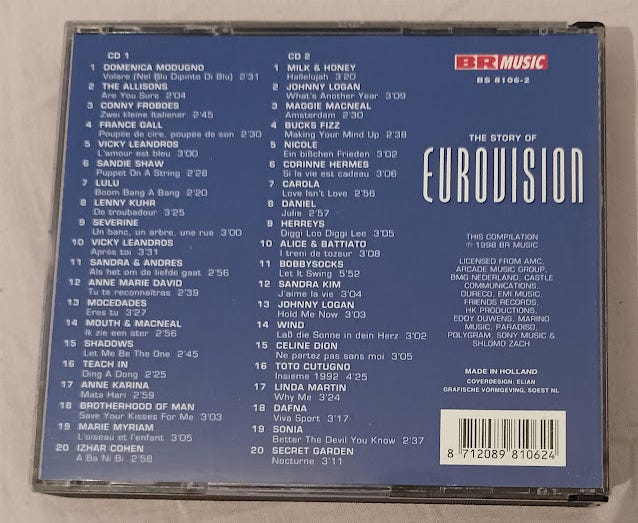 CD 1
1 DOMENICA MODUGNO
Volare (Nel Blu Dipinto Di Blu) 2'31
2 THE ALLISONS
Are You Sure 2'04
3 CONNY FROBOES
Zwei kleine Italiener 2'45
4 FRANCE GALL
Poupée de cire, poupée de son 2'30
5 VICKY LEANDROS
L'amour est bleu 3'00
6 SANDIE SHAW
Puppet On A String 2'28
7 LULU
Boom Bang A Bang 2'20
8 LENNY KUHR
De troubadour 3'25
9 SEVERINE
Un banc, un arbre, une rue 3'00
10 VICKY LEANDROS
Après toi 3'31
11 SANDRA & ANDRES
Als het om de liefde gaat 2'56
12 ANNE MARIE DAVID
Tu te reconnaîtras 2'39
13 MOCEDADES
Eres tu 3'27
14 MOUTH & MACNEAL
Ik zie een ster 2'56
15 SHADOWS
Let Me Be The One 2'45
16 TEACH IN
Ding A Dong 2'25
17 ANNE KARINA
Mata Hari 2'59
18 BROTHERHOOD OF MAN
Save Your Kisses For Me 3'03
19 MARIE MYRIAM
L'oiseau et l'enfant 3'05
20 IZHAR COHEN
A Ba Ni Bi 2'58
CD 2
1 MILK & HONEY
Hallelujah 3'20
2 JOHNNY LOGAN
What's Another Year 3'09
3 MAGGIE MACNEAL
Amsterdam 2'30
4 BUCKS FIZZ
Making Your Mind Up 2'38
5 NICOLE
Ein bißchen Frieden 3'02
6 CORINNE HERMES
Si la vie est cadeau 3'06
7 CAROLA
Love Isn't Love 2'56
8 DANIEL
Julie 2'57
9 HERREYS
Diggi Loo Diggi Lee 3'05
10 ALICE & BATTIATO
I treni di tozeur 3'08
11 BOBBYSOCKS
Let It Swing 5'52
12 SANDRA KIM
J'aime la vie 3'04
13 JOHNNY LOGAN
Hold Me Now 3'03
14 WIND
Laß die Sonne in dein Herz 3'02
15 CELINE DION
Ne partez pas sans moi 3'05
16 TOTO CUTUGNO
Insieme 1992 4'25
17 LINDA MARTIN
Why Me 3'24
18 DAFNA
Viva Sport 3'17
19 SONIA
Better The Devil You Know 2'37
20 SECRET GARDEN
Nocturne 3'11
BR MUSIC
BS 8106-2
THE STORY OF
EUROVISION
THIS COMPILATION
℗ 1998 BR MUSIC
LICENSED FROM AMC,
ARCADE MUSIC GROUP,
BMG NEDERLAND, CASTLE
COMMUNICATIONS,
DURECO, EMI MUSIC,
FRIENDS RECORDS,
HK PRODUCTIONS,
EDDY OUWENS, MARINO
MUSIC, PARADISO,
POLYGRAM, SONY MUSIC &
SHLOMO ZACH
MADE IN HOLLAND
COVERDESIGN: ELIAN
GRAFISCHE VORMGEVING, SOEST NL
8 712089 810624